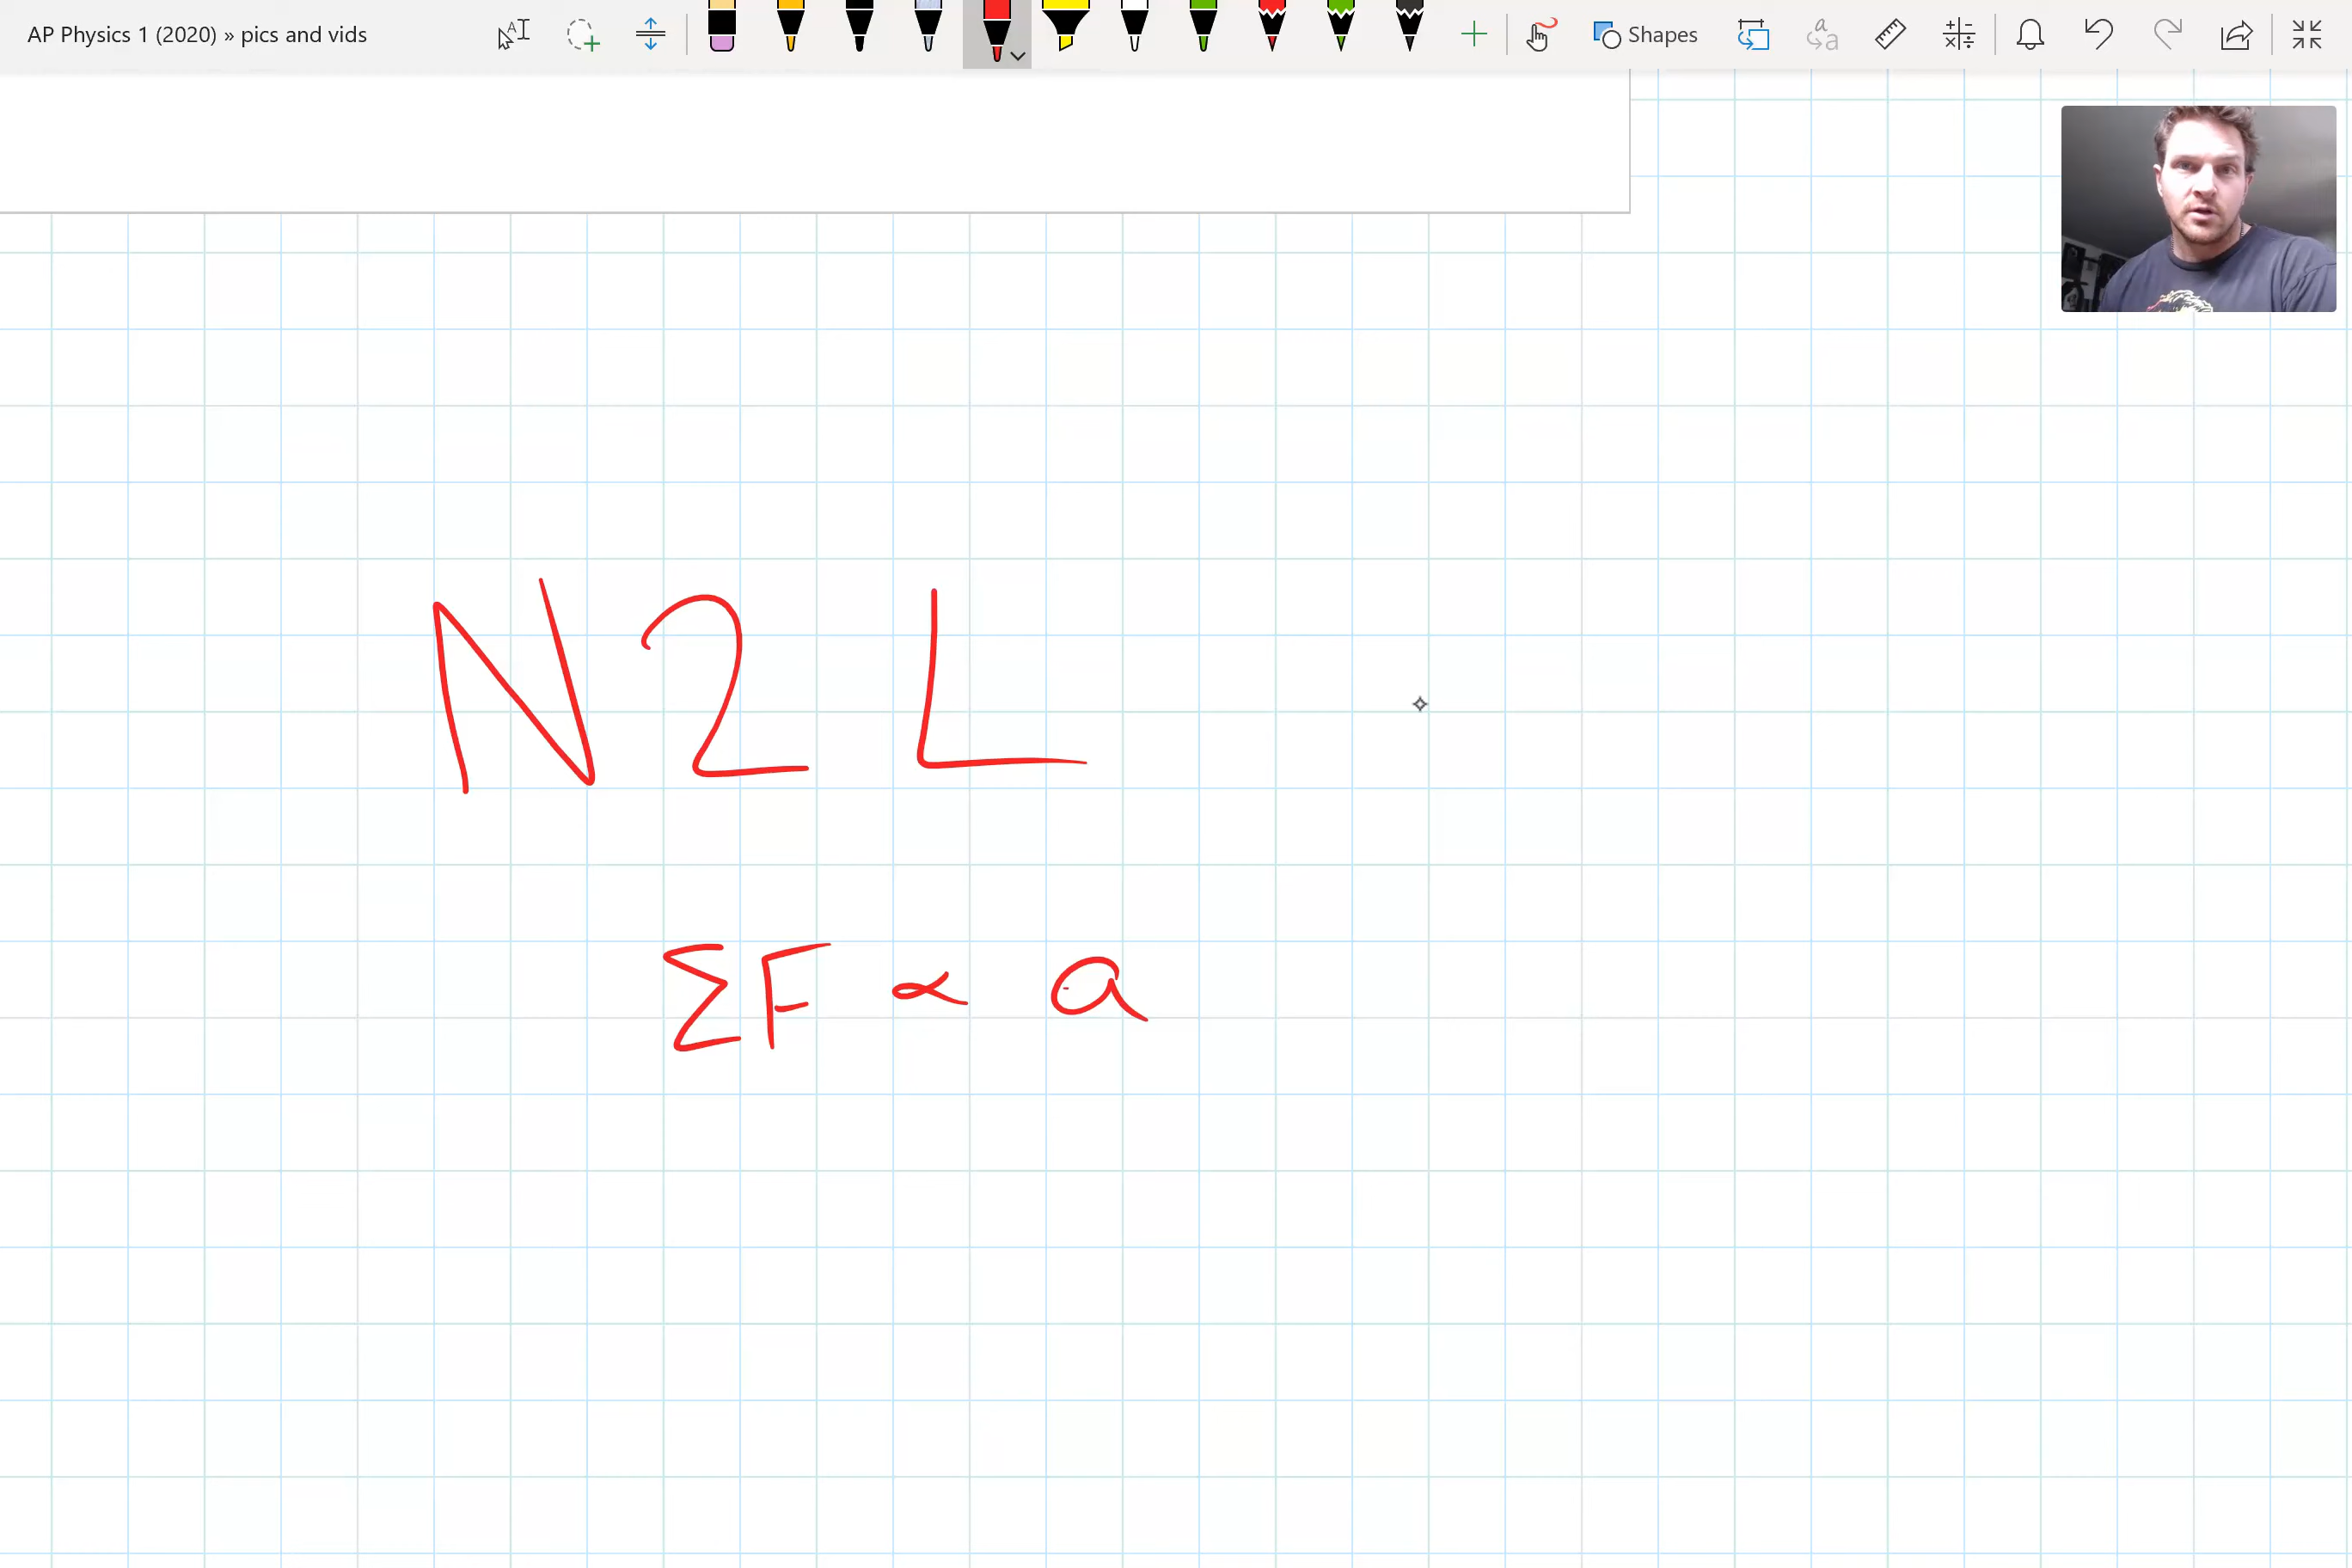 AP Physics 1 (2020) » pics and vids
Shapes
N2L
ΣF ∝ a